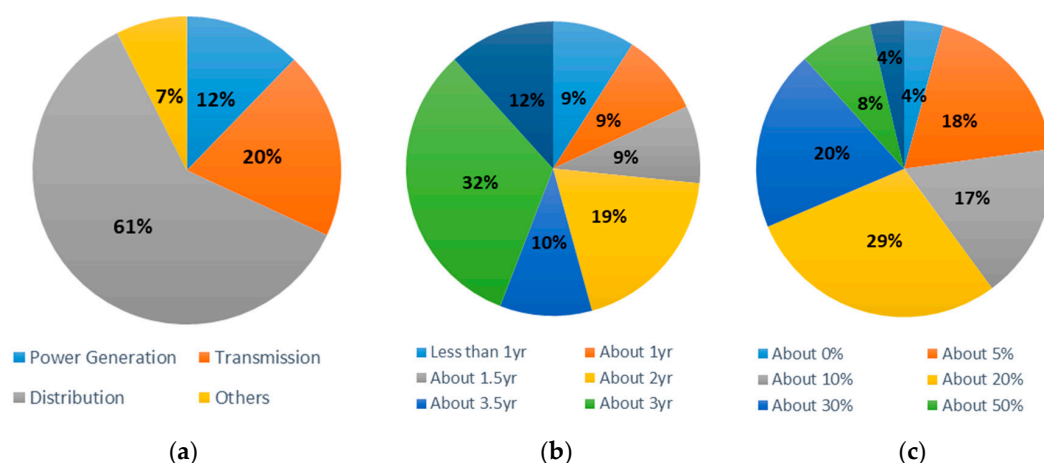 7%
12%
20%
61%
Power Generation
Transmission
Distribution
Others
(a)
12%
9%
9%
9%
32%
19%
10%
Less than 1yr
About 1yr
About 1.5yr
About 2yr
About 3.5yr
About 3yr
(b)
4%
4%
8%
18%
20%
17%
29%
About 0%
About 5%
About 10%
About 20%
About 30%
About 50%
(c)